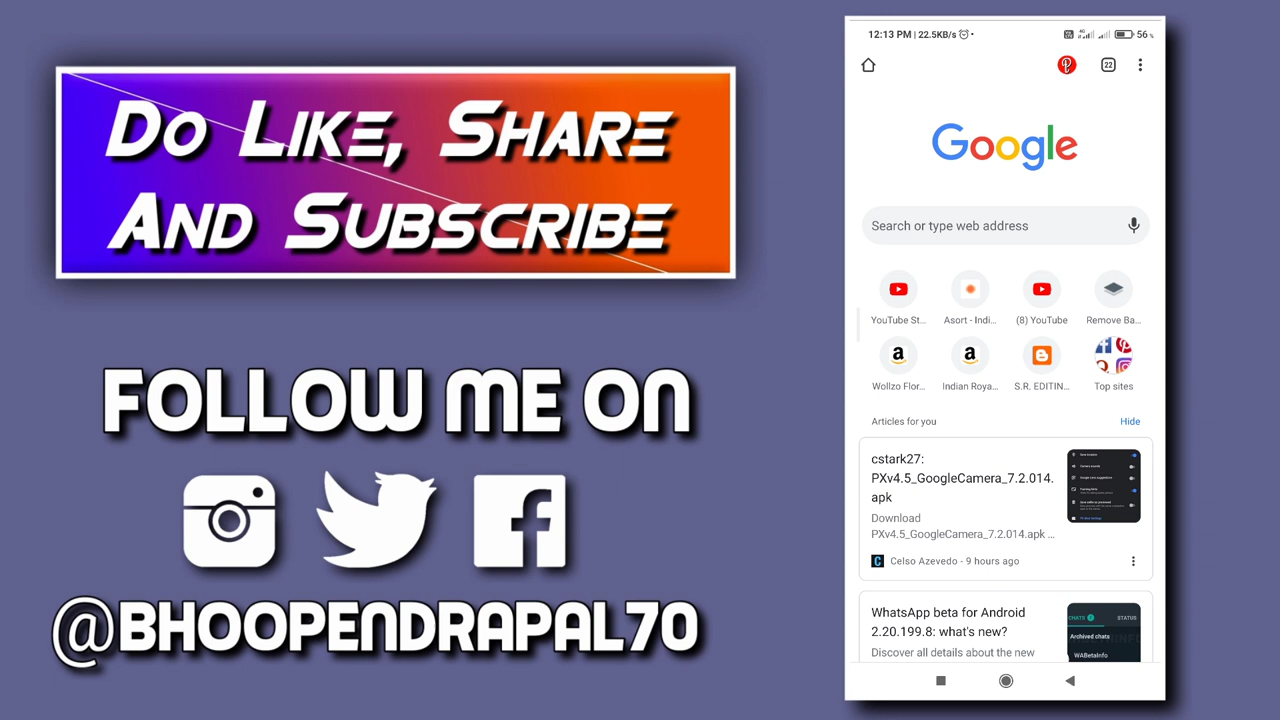 Do Like, Share
And Subscribe
FOLLOW ME ON
@BHOOPENDRAPAL70
12:13 PM | 22.5KB/s
4G
56 %
22
Google
Search or type web address
YouTube St...
Asort - Indi...
(8) YouTube
Remove Ba...
Wollzo Flor...
Indian Roya...
S.R. EDITIN...
Top sites
Articles for you
Hide
cstark27:
PXv4.5_GoogleCamera_7.2.014.
apk
Download
PXv4.5_GoogleCamera_7.2.014.apk ...
Celso Azevedo - 9 hours ago
WhatsApp beta for Android
2.20.199.8: what's new?
Discover all details about the new
CHATS
STATUS
Archived chats
WABetaInfo